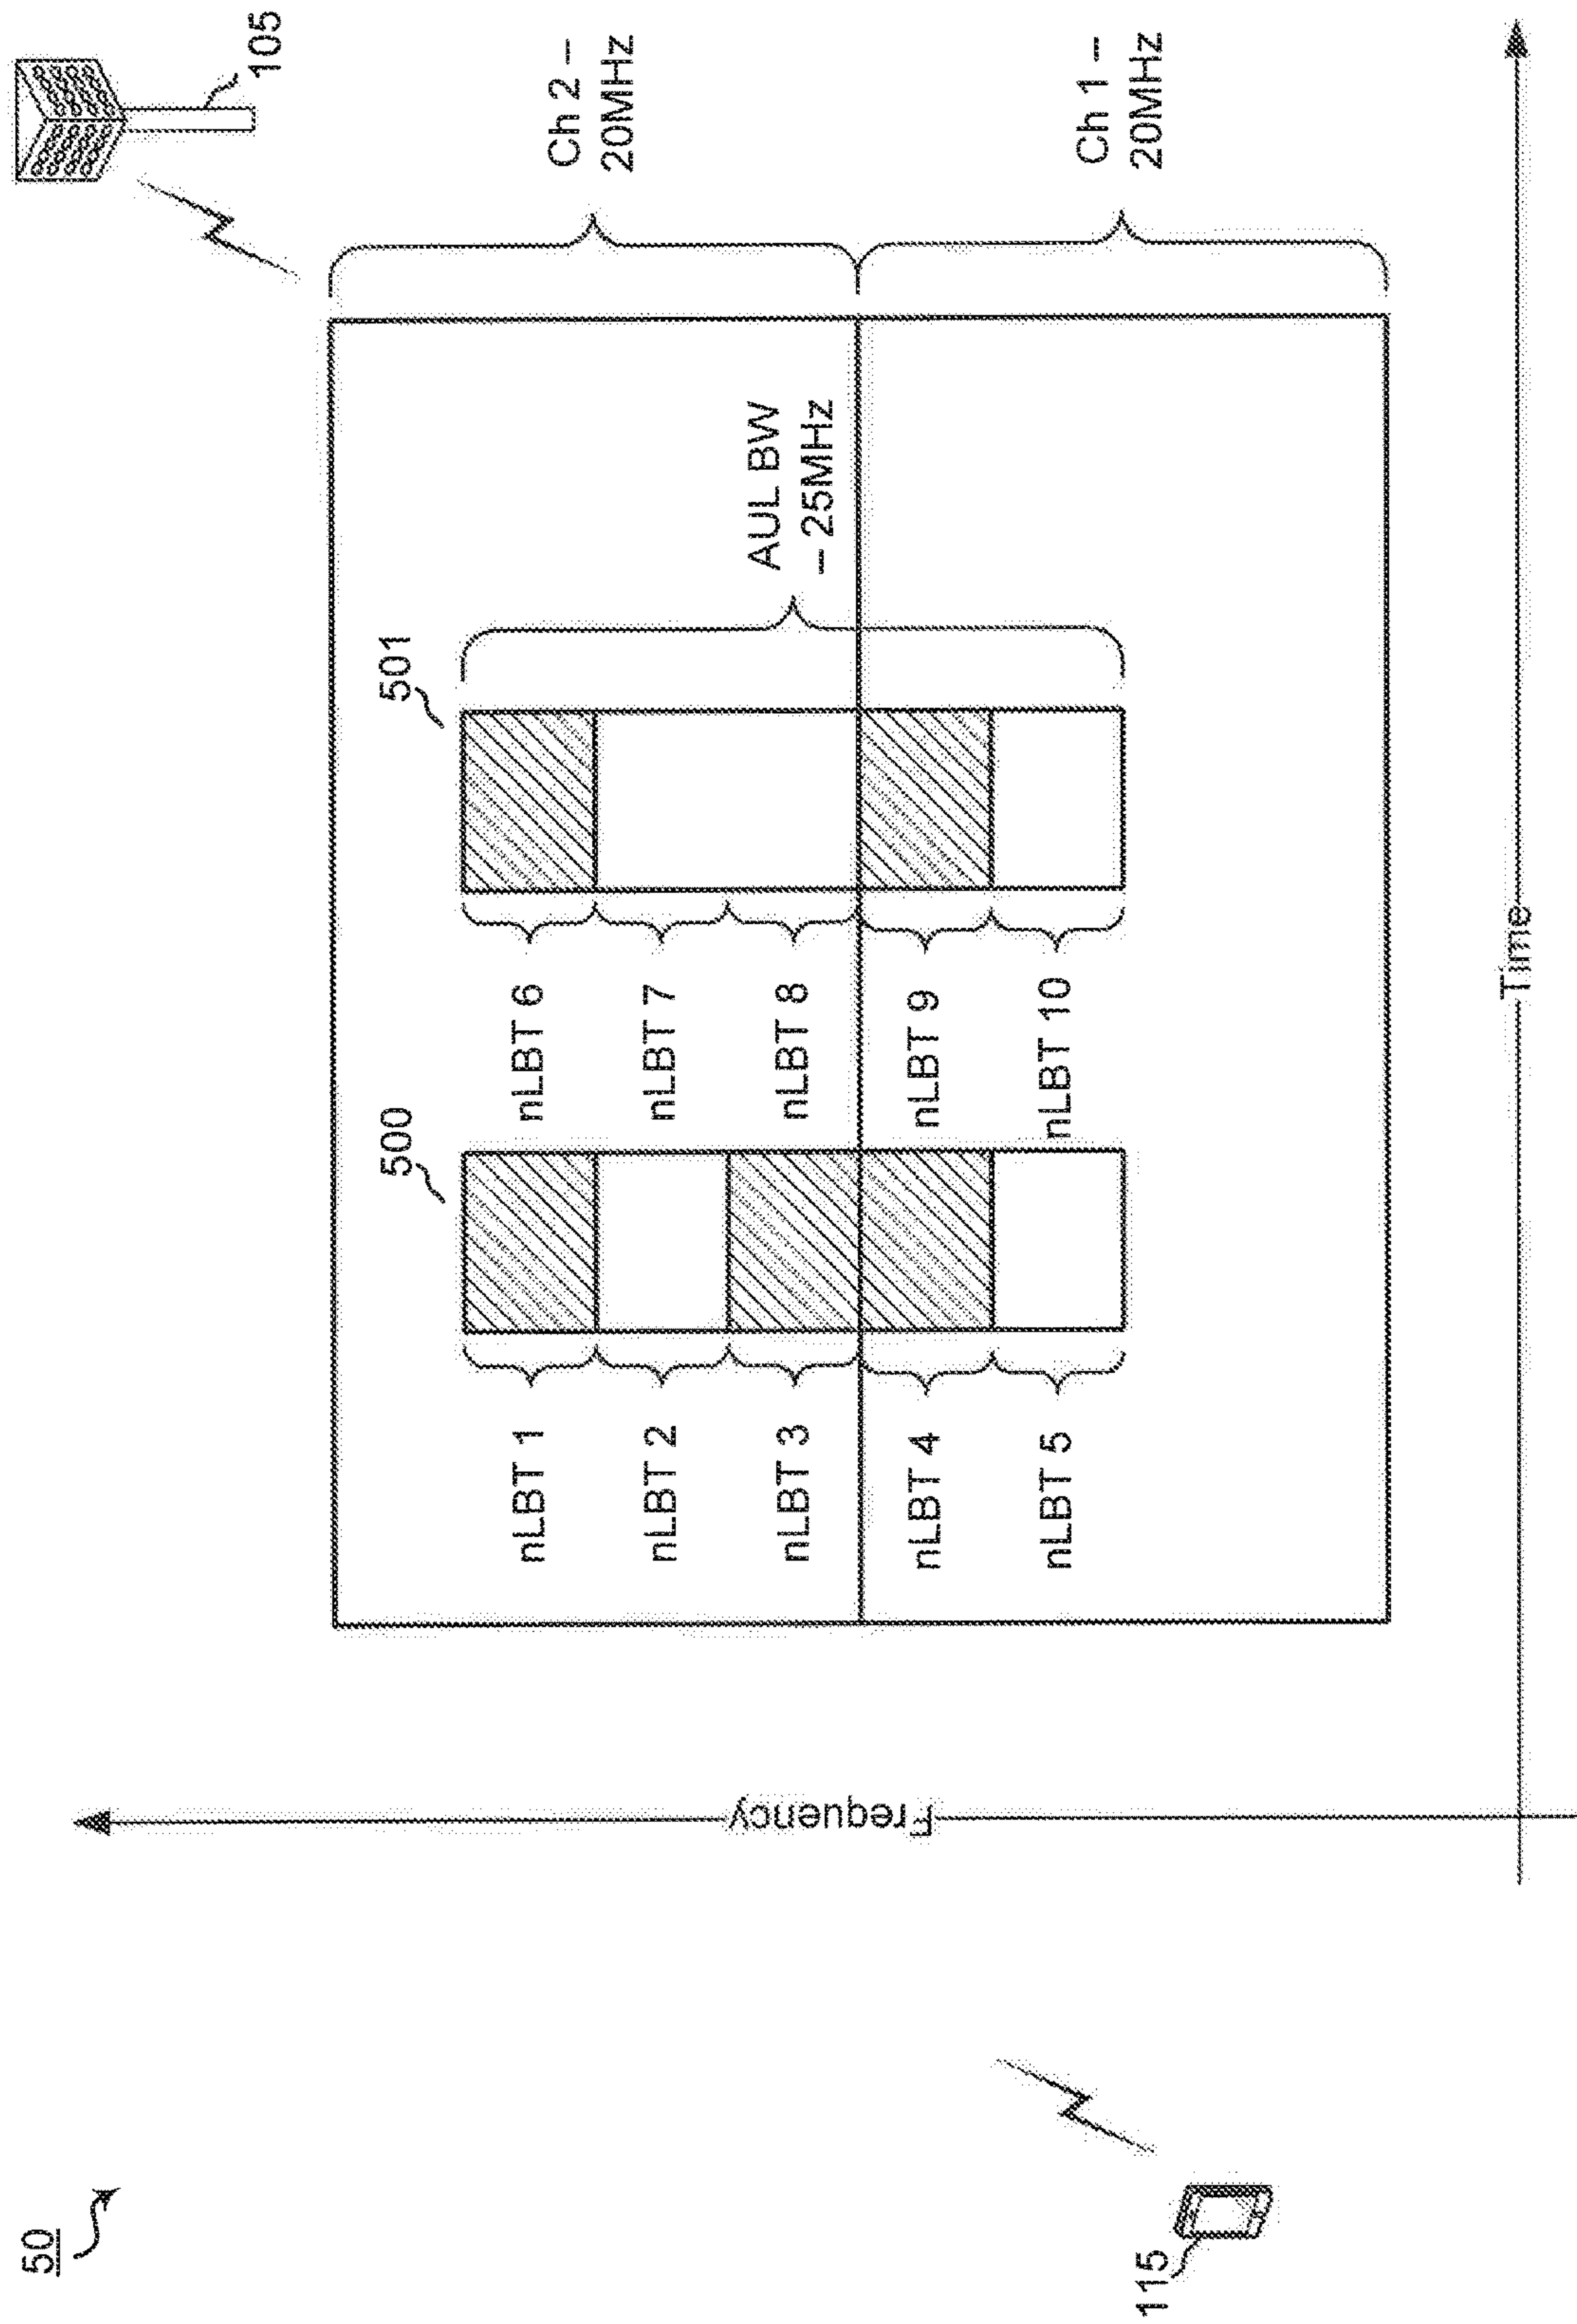 50
105
115
Ch 2 –
20MHz
Ch 1 –
20MHz
Frequency
500
501
nLBT 1
nLBT 2
nLBT 3
nLBT 4
nLBT 5
nLBT 6
nLBT 7
nLBT 8
nLBT 9
nLBT 10
AUL BW
– 25MHz
Time